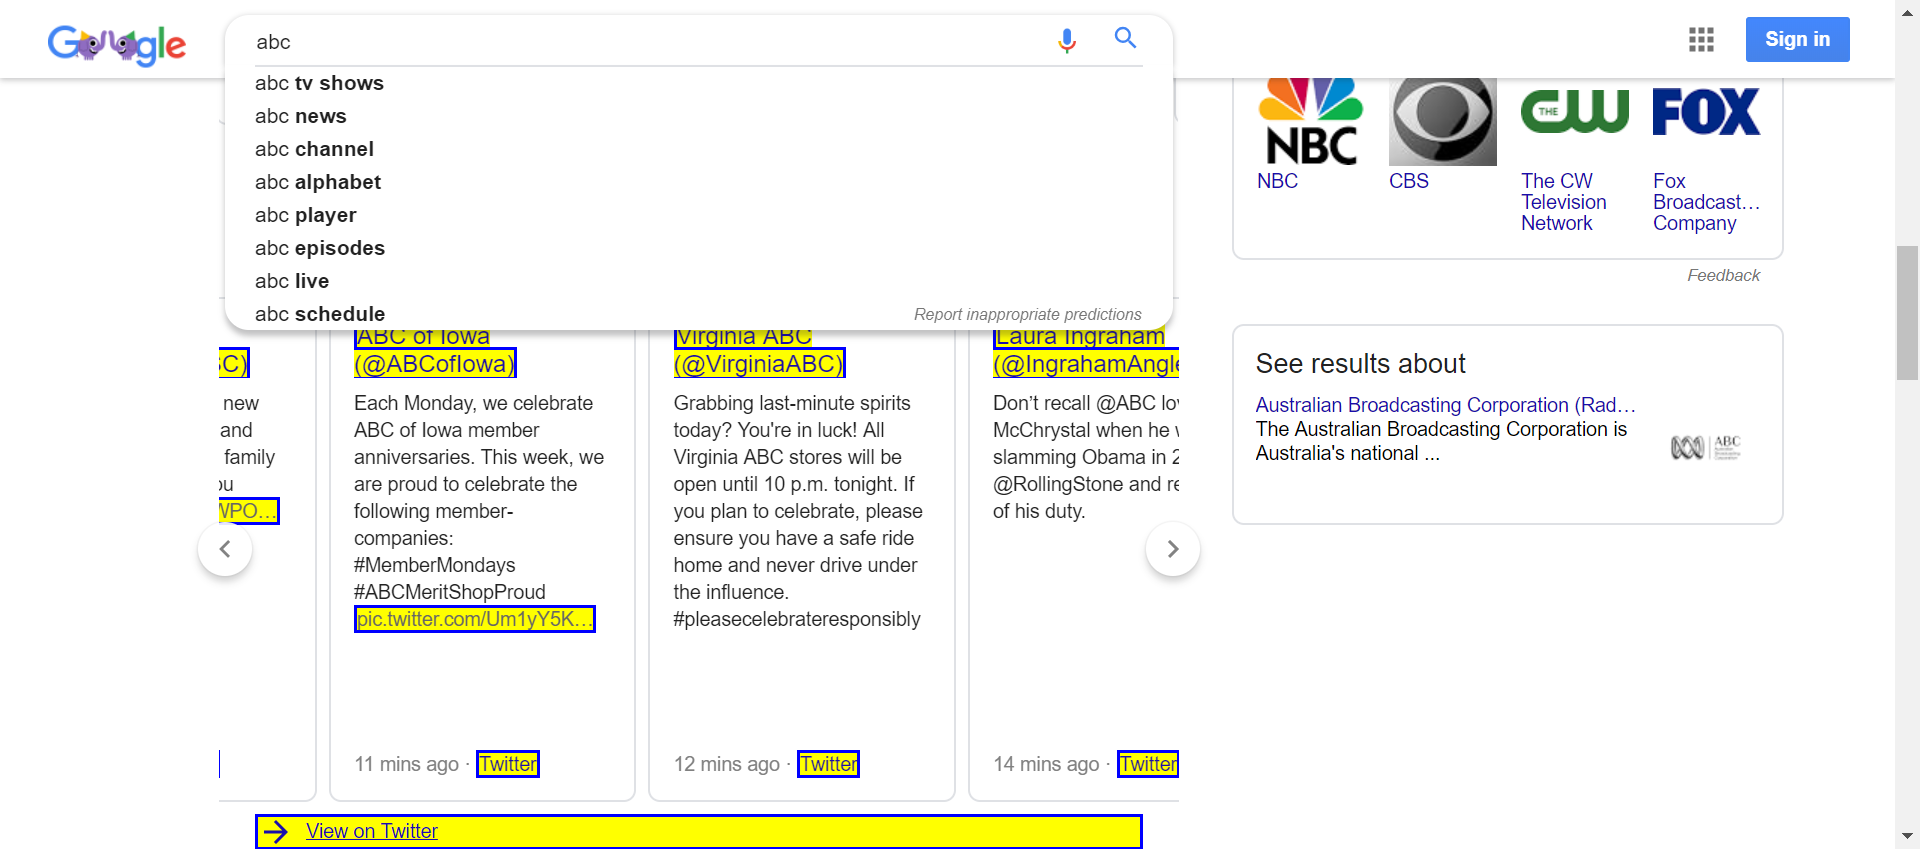 Google
abc
Sign in
abc tv shows
abc news
abc channel
abc alphabet
abc player
abc episodes
abc live
abc schedule
Report inappropriate predictions
NBC
THE CW
FOX
NBC
CBS
The CW
Television
Network
Fox
Broadcast…
Company
Feedback
See results about
Australian Broadcasting Corporation (Rad…
The Australian Broadcasting Corporation is
Australia's national ...
ABC
new
and
family
ABC of Iowa
(@ABCofIowa)
Each Monday, we celebrate
ABC of Iowa member
anniversaries. This week, we
are proud to celebrate the
following member-
companies:
#MemberMondays
#ABCMeritShopProud
pic.twitter.com/Um1yY5K…
11 mins ago · Twitter
Virginia ABC
(@VirginiaABC)
Grabbing last-minute spirits
today? You're in luck! All
Virginia ABC stores will be
open until 10 p.m. tonight. If
you plan to celebrate, please
ensure you have a safe ride
home and never drive under
the influence.
#pleasecelebrateresponsibly
12 mins ago · Twitter
Laura Ingraham
(@IngrahamAngle
Don’t recall @ABC lo
McChrystal when he
slamming Obama in 2
@RollingStone and re
of his duty.
14 mins ago · Twitter
View on Twitter